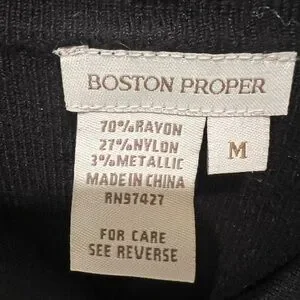 BOSTON PROPER
70%RAYON
27%NYLON
3%METALLIC
MADE IN CHINA
RN97427
FOR CARE
SEE REVERSE
M